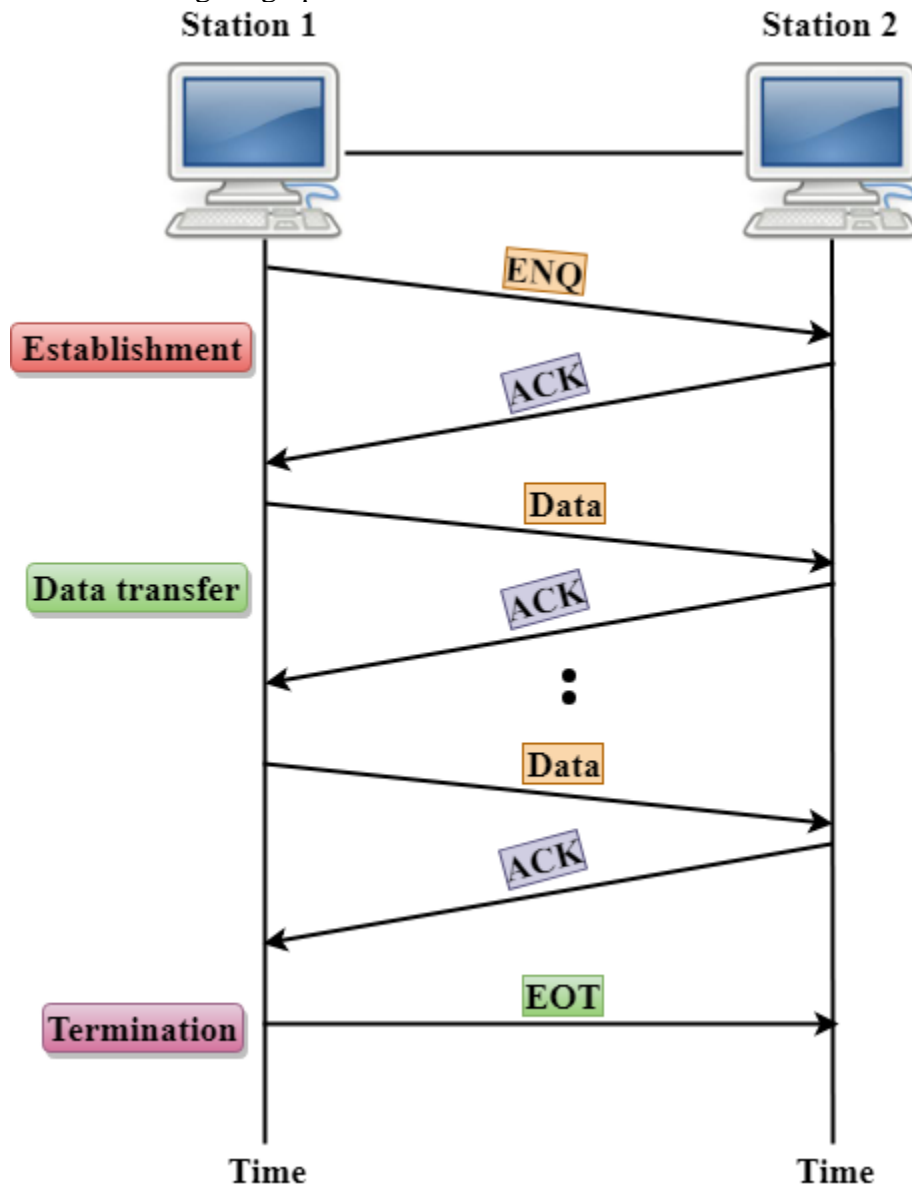 Station 1
Station 2
ENQ
Establishment
ACK
Data
Data transfer
ACK
Data
ACK
EOT
Termination
Time
Time